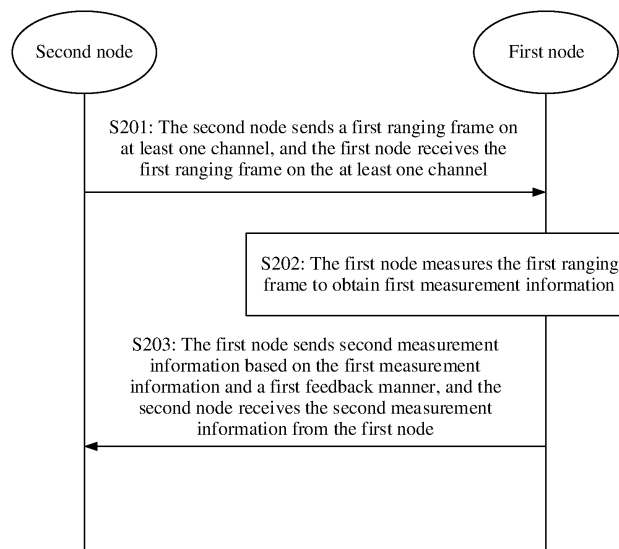 Second node
First node
S201: The second node sends a first ranging frame on
at least one channel, and the first node receives the
first ranging frame on the at least one channel
S202: The first node measures the first ranging
frame to obtain first measurement information
S203: The first node sends second measurement
information based on the first measurement
information and a first feedback manner, and the
second node receives the second measurement
information from the first node